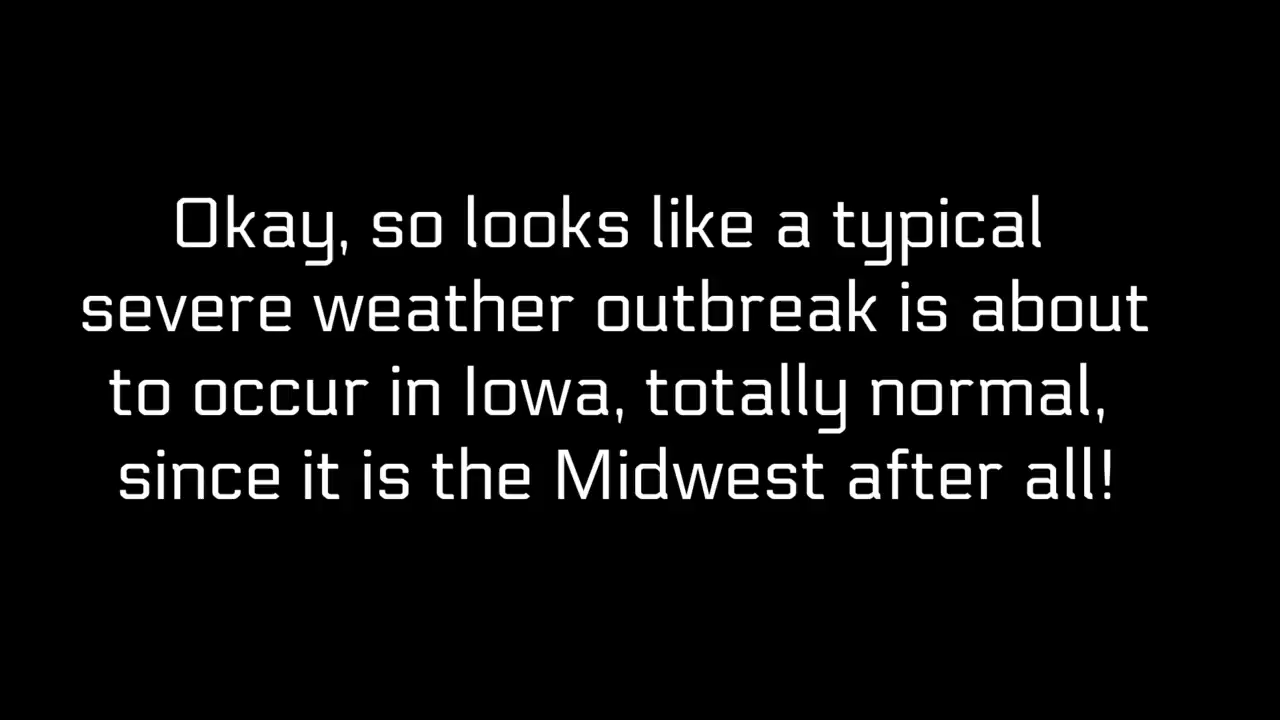 Okay, so looks like a typical
severe weather outbreak is about
to occur in Iowa, totally normal,
since it is the Midwest after all!